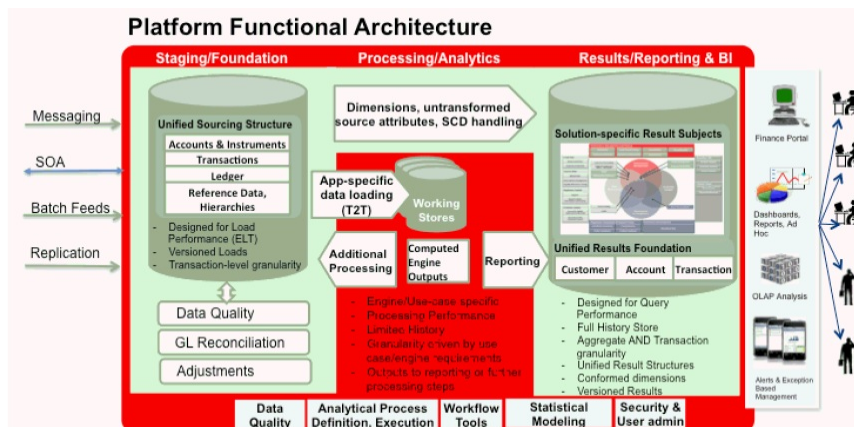 Platform Functional Architecture
Staging/Foundation
Processing/Analytics
Results/Reporting & BI
Messaging
SOA
Batch Feeds
Replication
Unified Sourcing Structure
Accounts & Instruments
Transactions
Ledger
Reference Data,
Hierarchies
- Designed for Load
Performance (ELT)
- Versioned Loads
- Transaction-level granularity
Data Quality
GL Reconciliation
Adjustments
Dimensions, untransformed
source attributes, SCD handling
App-specific
data loading
(T2T)
Working
Stores
Additional
Processing
Computed
Engine
Outputs
Reporting
- Engine/Use-case specific
- Processing Performance
- Limited History
- Granularity driven by use
case/engine requirements
- Outputs to reporting or further
processing steps
Solution-specific Result Subjects
Unified Results Foundation
Customer
Account
Transaction
- Designed for Query
Performance
- Full History Store
- Aggregate AND Transaction
granularity
- Unified Result Structures
- Conformed dimensions
- Versioned Results
Finance Portal
Dashboards,
Reports, Ad
Hoc
OLAP Analysis
Alerts & Exception
Based
Management
Data
Quality
Analytical Process
Definition, Execution
Workflow
Tools
Statistical
Modeling
Security &
User admin